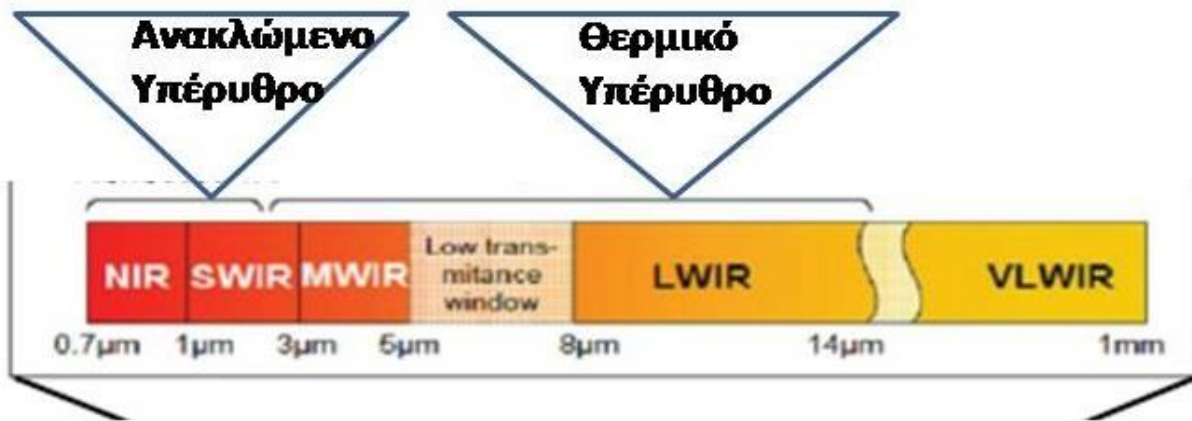 Ανακλώμενο
Υπέρυθρο
Θερμικό
Υπέρυθρο
NIR
SWIR
MWIR
Low trans-
mitance
window
LWIR
VLWIR
0.7µm 1µm 3µm 5µm 8µm 14µm 1mm